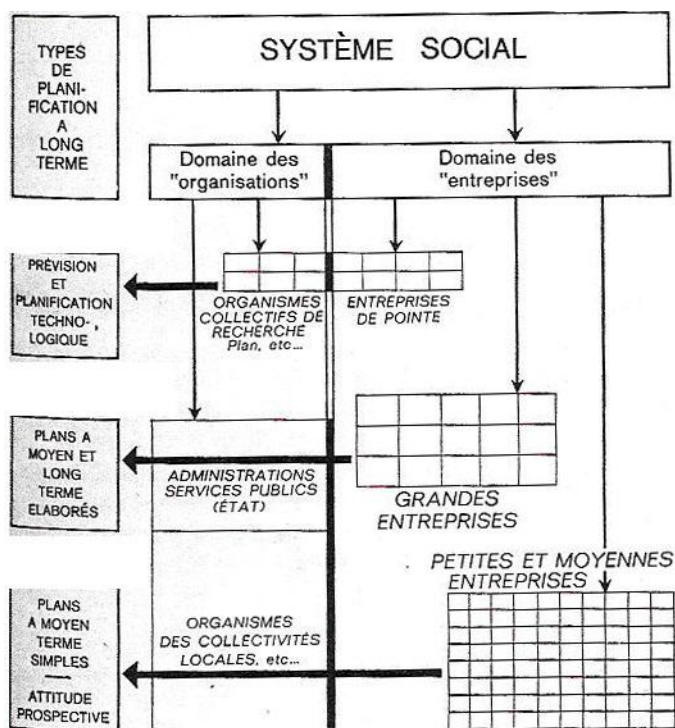 TYPES
DE
PLANI-
FICATION
A
LONG
TERME
SYSTÈME SOCIAL
Domaine des
"organisations"
Domaine des
"entreprises"
PRÉVISION
ET
PLANIFICATION
TECHNO-
LOGIQUE
ORGANISMES
COLLECTIFS DE
RECHERCHÉ
Plan, etc...
ENTREPRISES
DE POINTE
PLANS A
MOYEN ET
LONG
TERME
ELABORÉS
ADMINISTRATIONS
SERVICES PUBLICS
(ÉTAT)
GRANDES
ENTREPRISES
PETITES ET MOYENNES
ENTREPRISES
PLANS
A MOYEN
TERME
SIMPLES
ATTITUDE
PROSPECTIVE
ORGANISMES
DES COLLECTIVITÉS
LOCALES, etc...